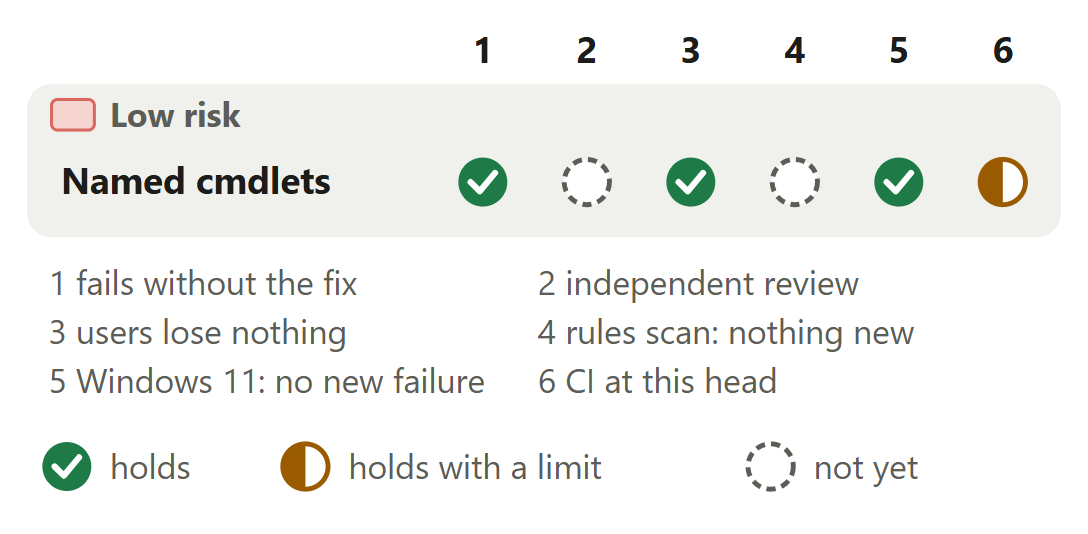 1 2 3 4 5 6
Low risk
Named cmdlets
1 fails without the fix
2 independent review
3 users lose nothing
4 rules scan: nothing new
5 Windows 11: no new failure
6 CI at this head
holds
holds with a limit
not yet